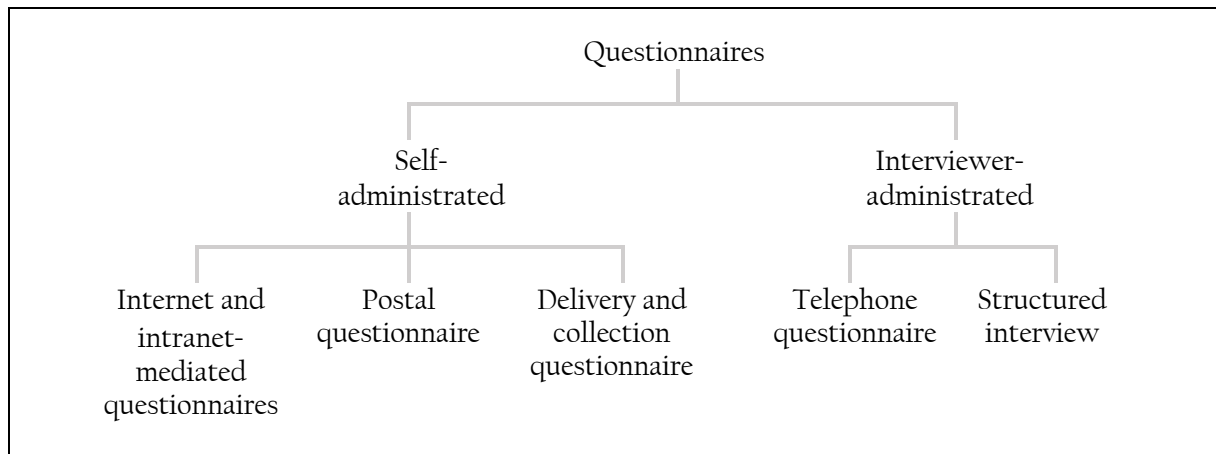 Questionnaires
Self-
administrated
Interviewer-
administrated
Internet and
intranet-
mediated
questionnaires
Postal
questionnaire
Delivery and
collection
questionnaire
Telephone
questionnaire
Structured
interview